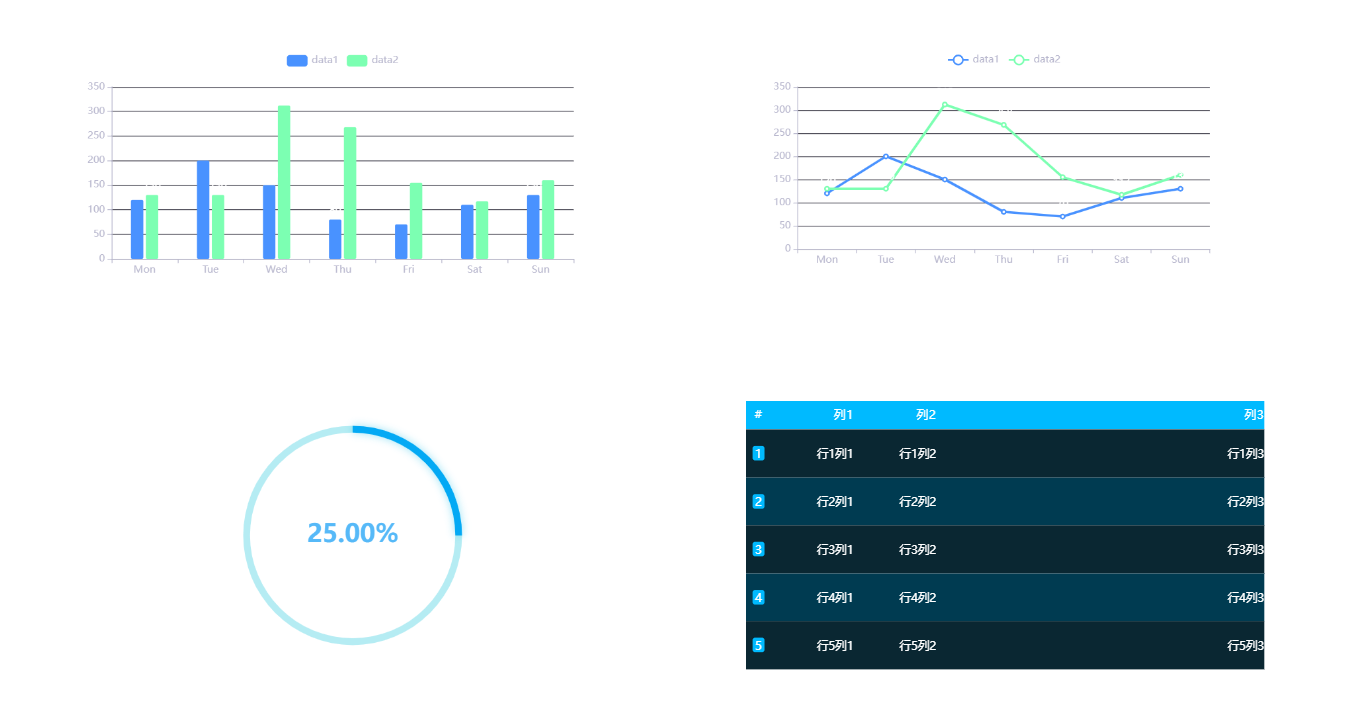 data1 data2
350
300
250
200
150
100
50
0
Mon Tue Wed Thu Fri Sat Sun
data1 data2
350
300
250
200
150
100
50
0
Mon Tue Wed Thu Fri Sat Sun
25.00%
# 列1 列2 列3
1 行1列1 行1列2 行1列3
2 行2列1 行2列2 行2列3
3 行3列1 行3列2 行3列3
4 行4列1 行4列2 行4列3
5 行5列1 行5列2 行5列3